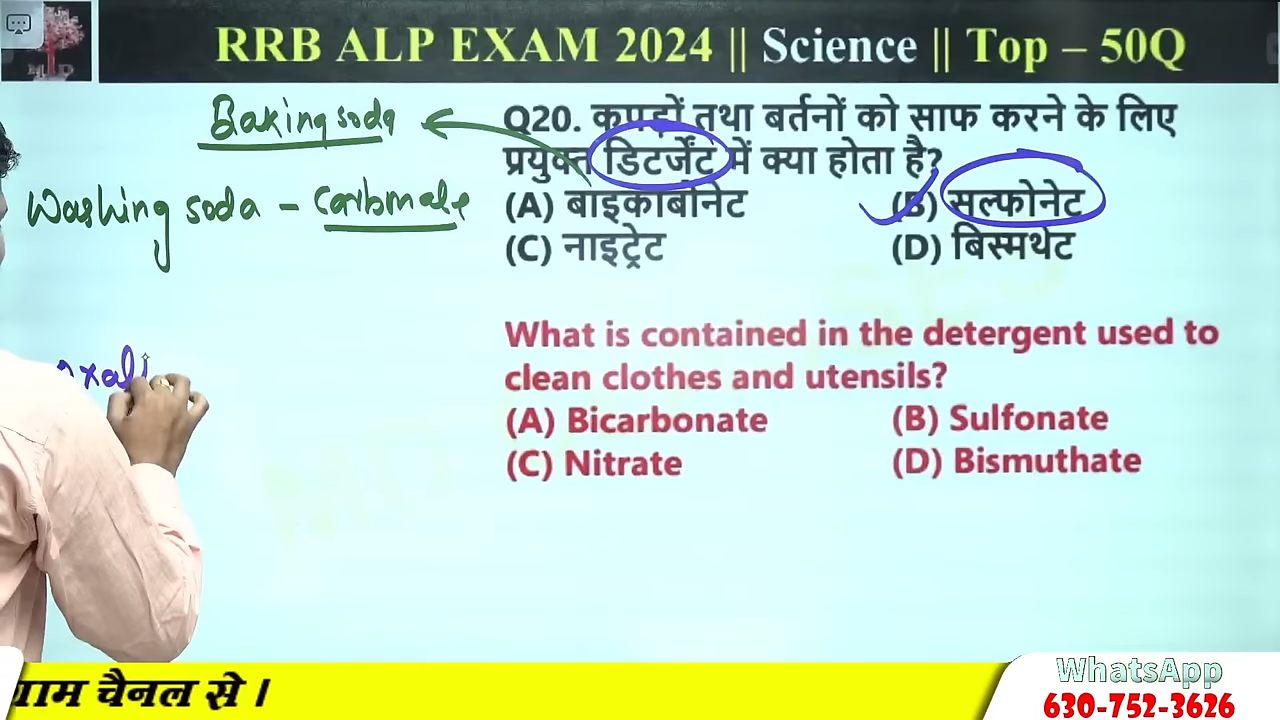 RRB ALP EXAM 2024 || Science || Top – 50Q
Baking soda
Washing soda – Carbonate
oxali
Q20. कपड़ों तथा बर्तनों को साफ करने के लिए
प्रयुक्त डिटर्जेंट में क्या होता है?
(A) बाइकार्बोनेट (B) सल्फोनेट
(C) नाइट्रेट (D) बिस्मथेट
What is contained in the detergent used to
clean clothes and utensils?
(A) Bicarbonate (B) Sulfonate
(C) Nitrate (D) Bismuthate
चैनल से ।
WhatsApp
630-752-3626